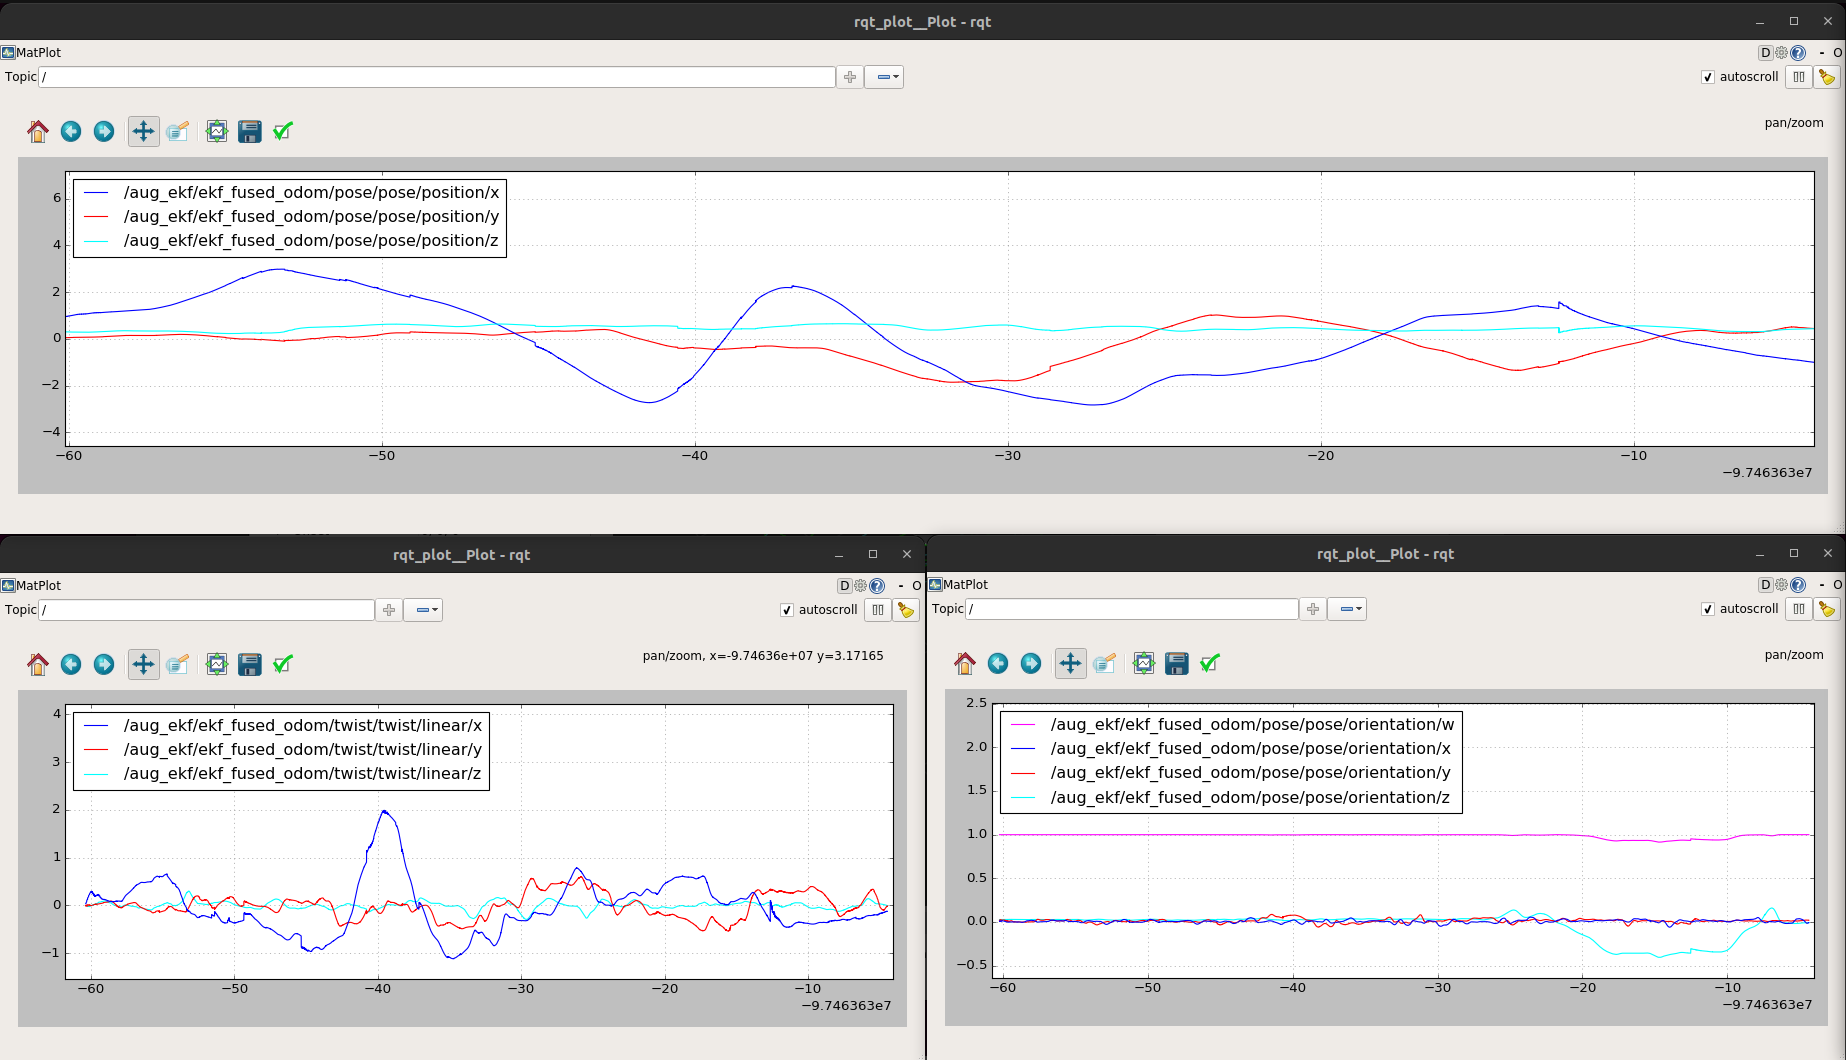 rqt_plot__Plot - rqt
MatPlot
D - O
Topic /
autoscroll
pan/zoom
/aug_ekf/ekf_fused_odom/pose/pose/position/x
/aug_ekf/ekf_fused_odom/pose/pose/position/y
/aug_ekf/ekf_fused_odom/pose/pose/position/z
6
4
2
0
−2
−4
−60 −50 −40 −30 −20 −10
−9.746363e7
rqt_plot__Plot - rqt
MatPlot
D ? - O
Topic /
autoscroll
pan/zoom, x=-9.74636e+07 y=3.17165
/aug_ekf/ekf_fused_odom/twist/twist/linear/x
/aug_ekf/ekf_fused_odom/twist/twist/linear/y
/aug_ekf/ekf_fused_odom/twist/twist/linear/z
4
3
2
1
0
−1
−60 −50 −40 −30 −20 −10
−9.746363e7
rqt_plot__Plot - rqt
MatPlot
D ? - O
Topic /
autoscroll
pan/zoom
/aug_ekf/ekf_fused_odom/pose/pose/orientation/w
/aug_ekf/ekf_fused_odom/pose/pose/orientation/x
/aug_ekf/ekf_fused_odom/pose/pose/orientation/y
/aug_ekf/ekf_fused_odom/pose/pose/orientation/z
2.5
2.0
1.5
1.0
0.5
0.0
−0.5
−60 −50 −40 −30 −20 −10
−9.746363e7